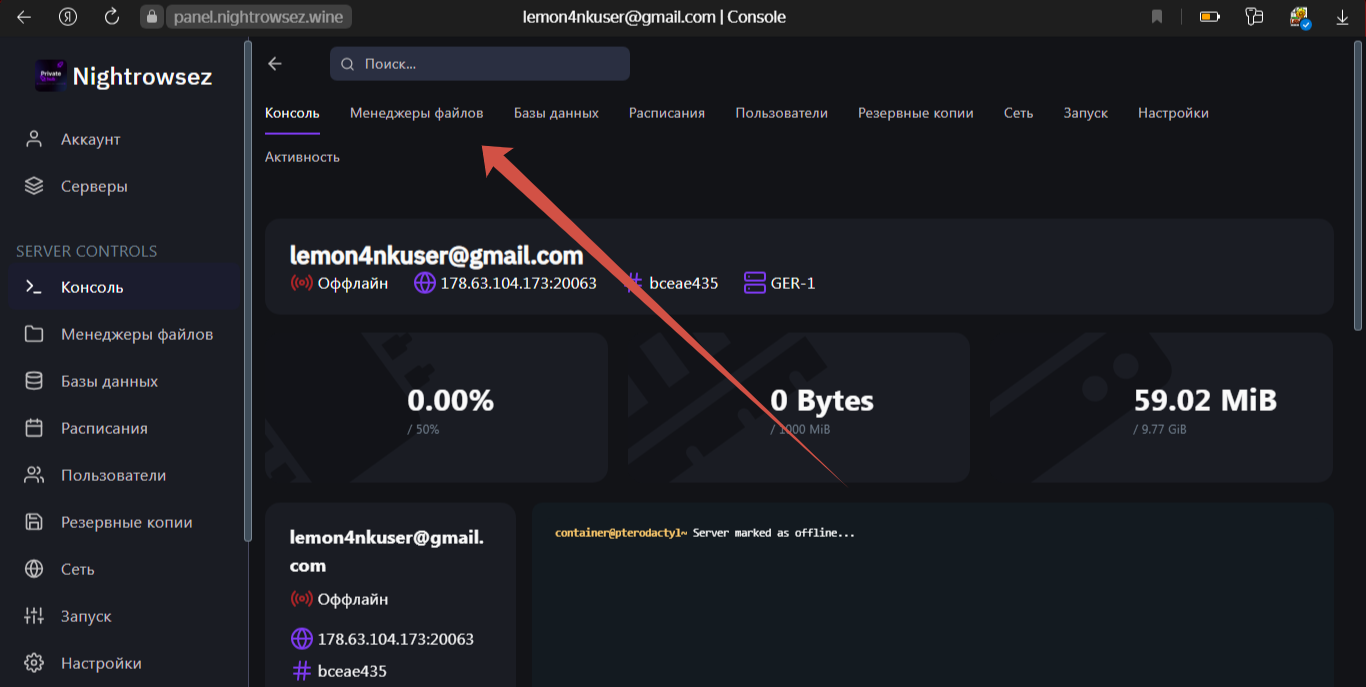 panel.nightrowsez.wine
lemon4nkuser@gmail.com | Console
Nightrowsez
Аккаунт
Серверы
SERVER CONTROLS
Консоль
Менеджеры файлов
Базы данных
Расписания
Пользователи
Резервные копии
Сеть
Запуск
Настройки
Поиск...
Консоль Менеджеры файлов Базы данных Расписания Пользователи Резервные копии Сеть Запуск Настройки
Активность
lemon4nkuser@gmail.com
Оффлайн 178.63.104.173:20063 # bceae435 GER-1
0.00%
/ 50%
0 Bytes
/ 1000 MiB
59.02 MiB
/ 9.77 GiB
lemon4nkuser@gmail.
com
Оффлайн
178.63.104.173:20063
# bceae435
container@pterodactyl~ Server marked as offline...